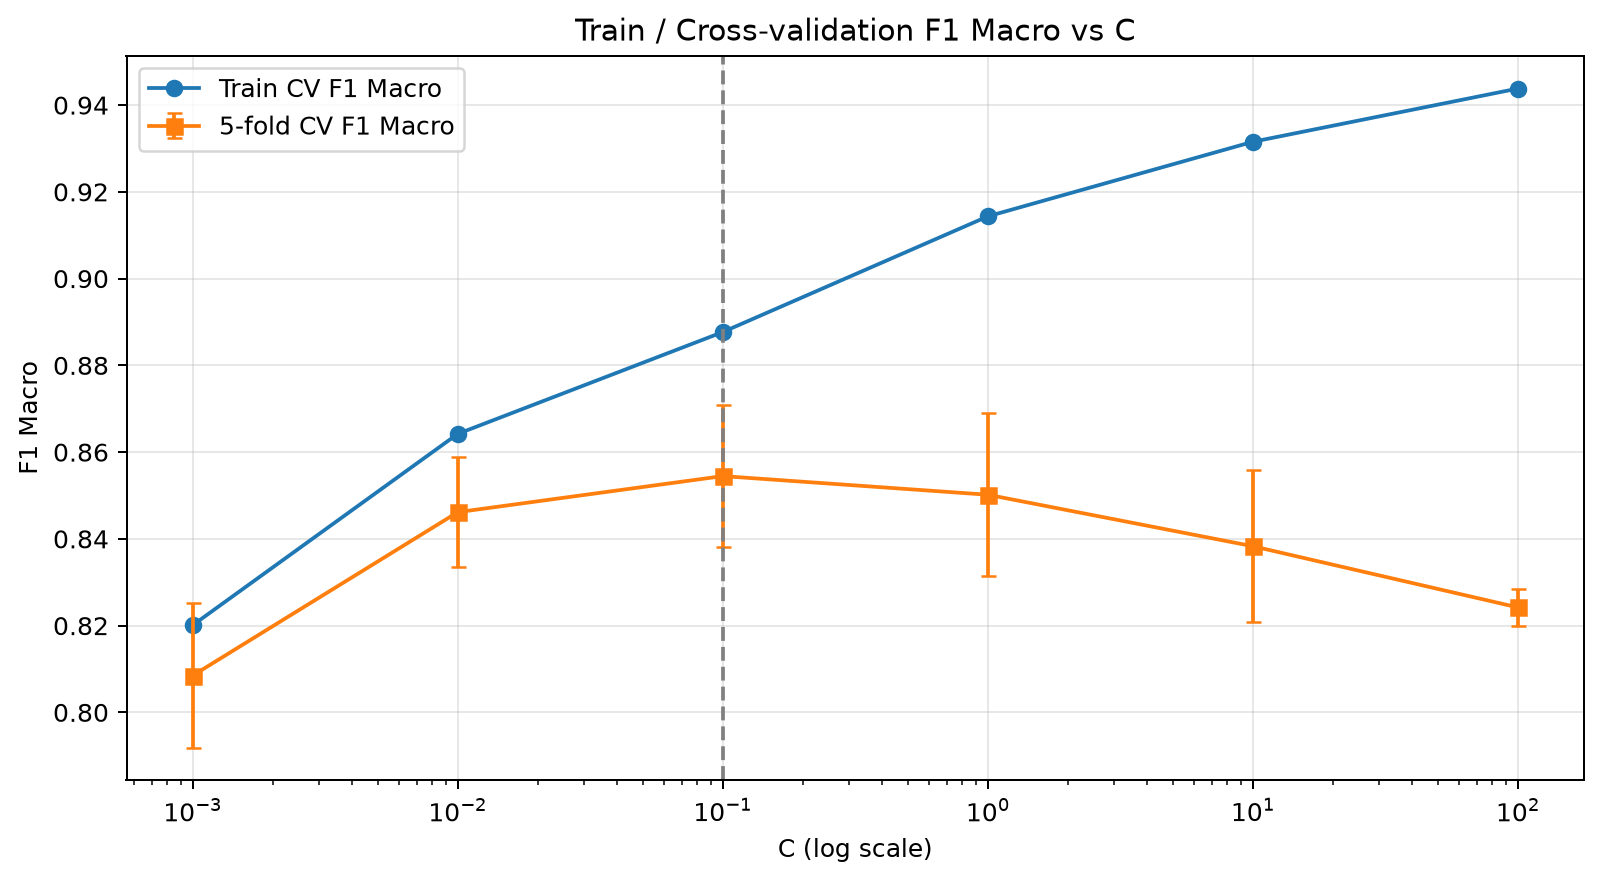 Train / Cross-validation F1 Macro vs C
Train CV F1 Macro
5-fold CV F1 Macro
F1 Macro
0.94
0.92
0.90
0.88
0.86
0.84
0.82
0.80
10⁻³ 10⁻² 10⁻¹ 10⁰ 10¹ 10²
C (log scale)